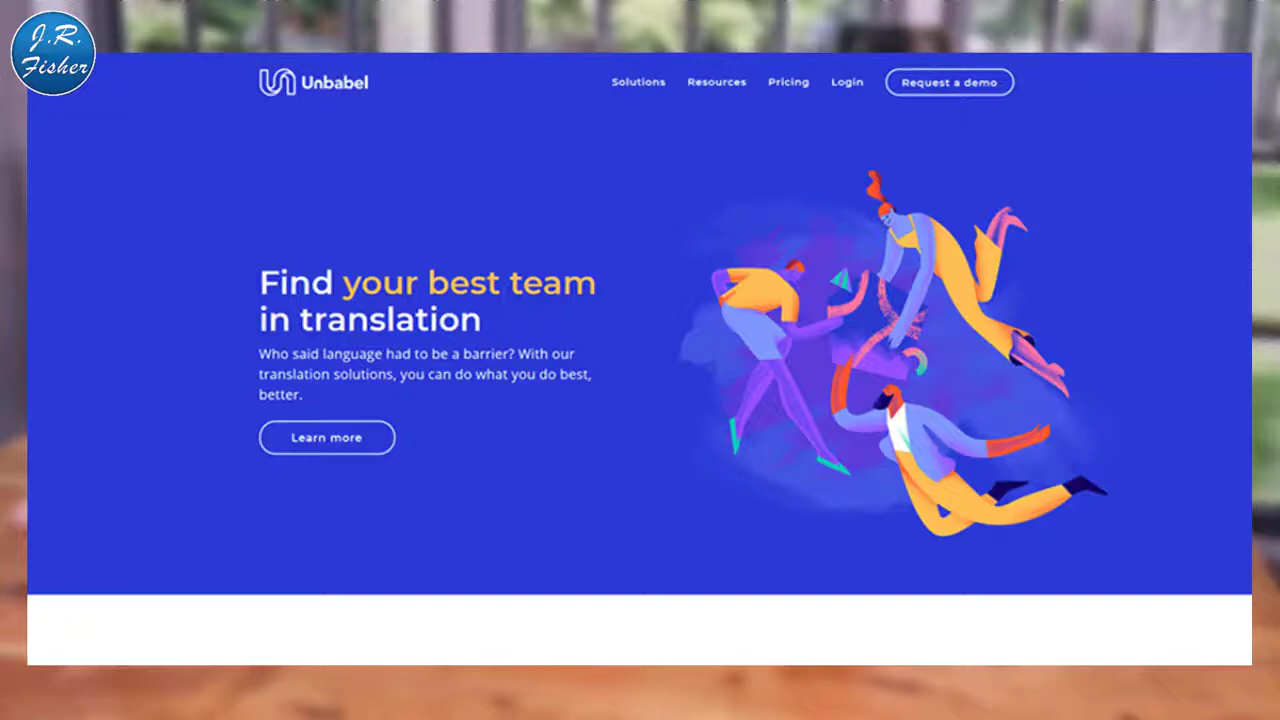 J.R.
Fisher
Unbabel
Solutions Resources Pricing Login Request a demo
Find your best team
in translation
Who said language had to be a barrier? With our
translation solutions, you can do what you do best,
better.
Learn more